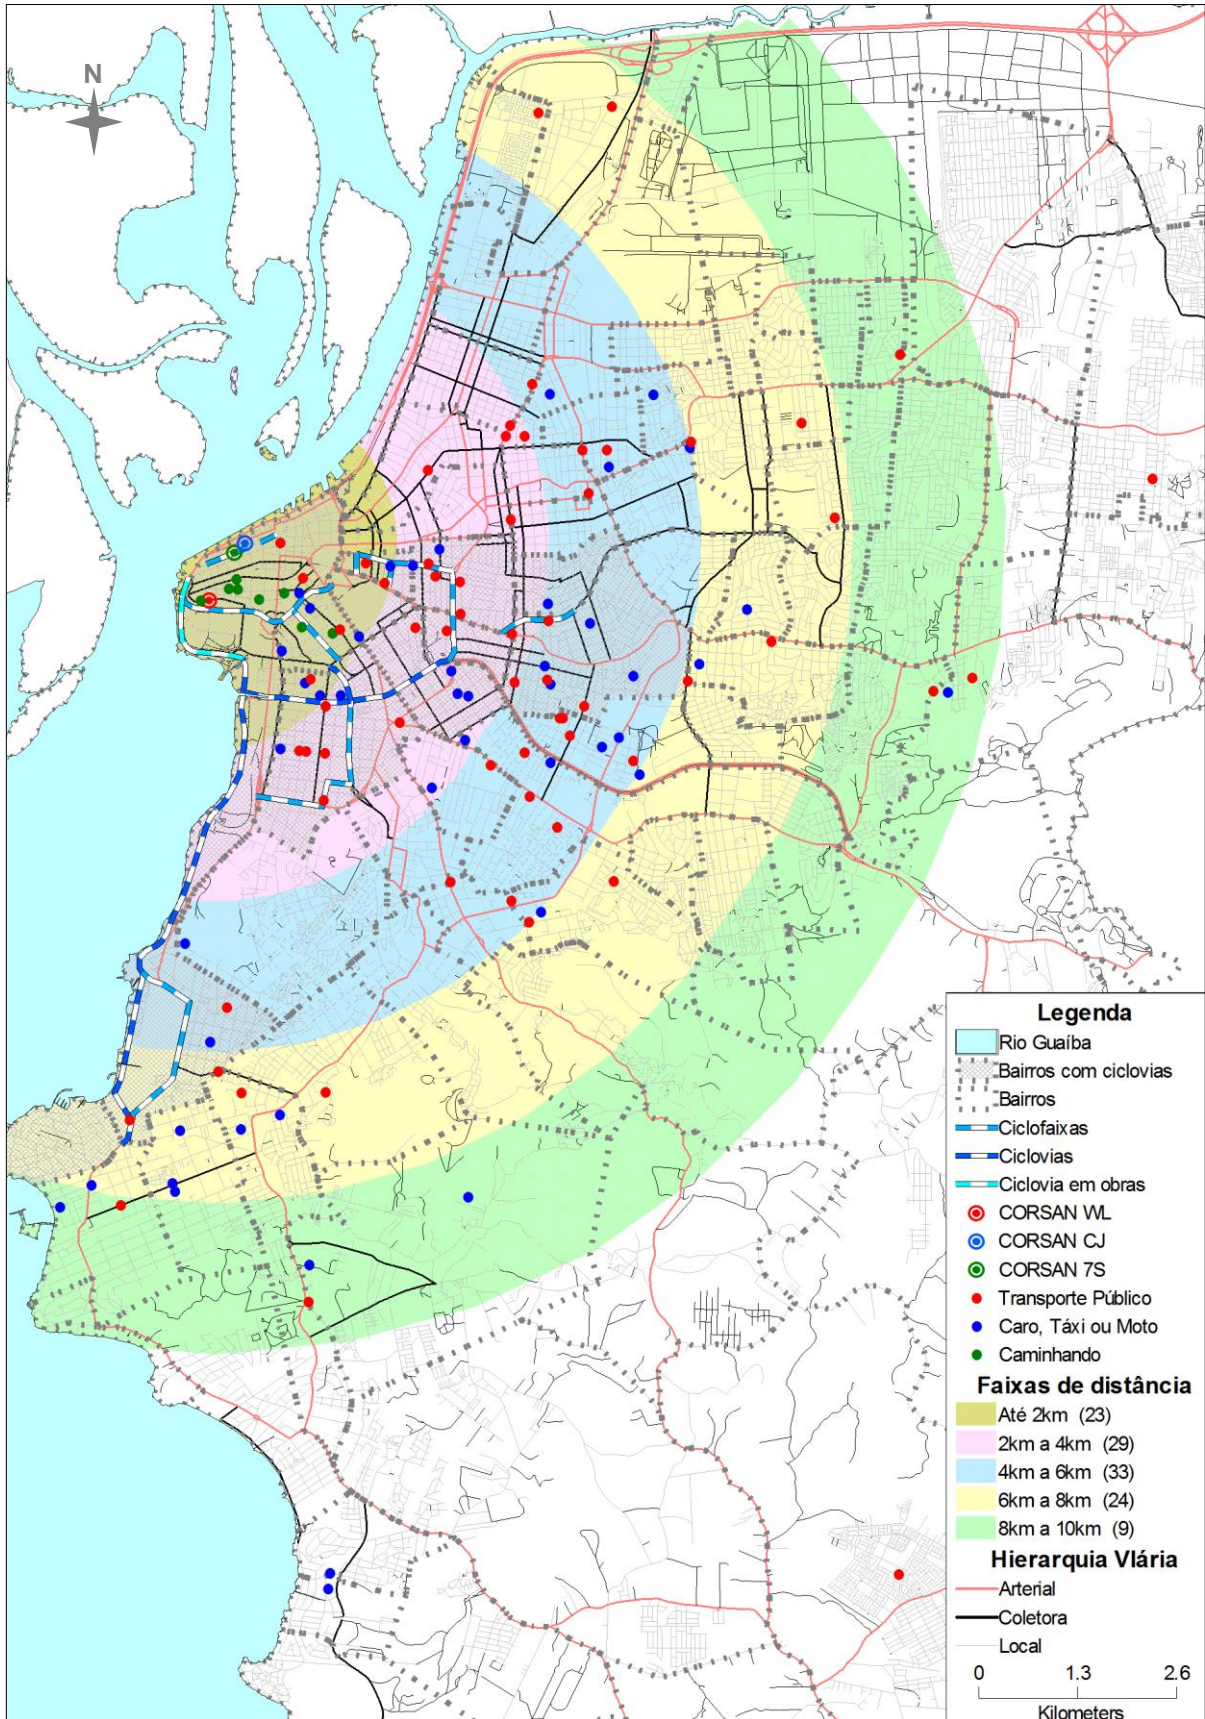 N
Legenda
Rio Guaíba
Bairros com ciclovias
Bairros
Ciclofaixas
Ciclovias
Ciclovia em obras
CORSAN WL
CORSAN CJ
CORSAN 7S
Transporte Público
Caro, Táxi ou Moto
Caminhando
Faixas de distância
Até 2km (23)
2km a 4km (29)
4km a 6km (33)
6km a 8km (24)
8km a 10km (9)
Hierarquia Vlária
Arterial
Coletora
Local
0 1.3 2.6
Kilometers